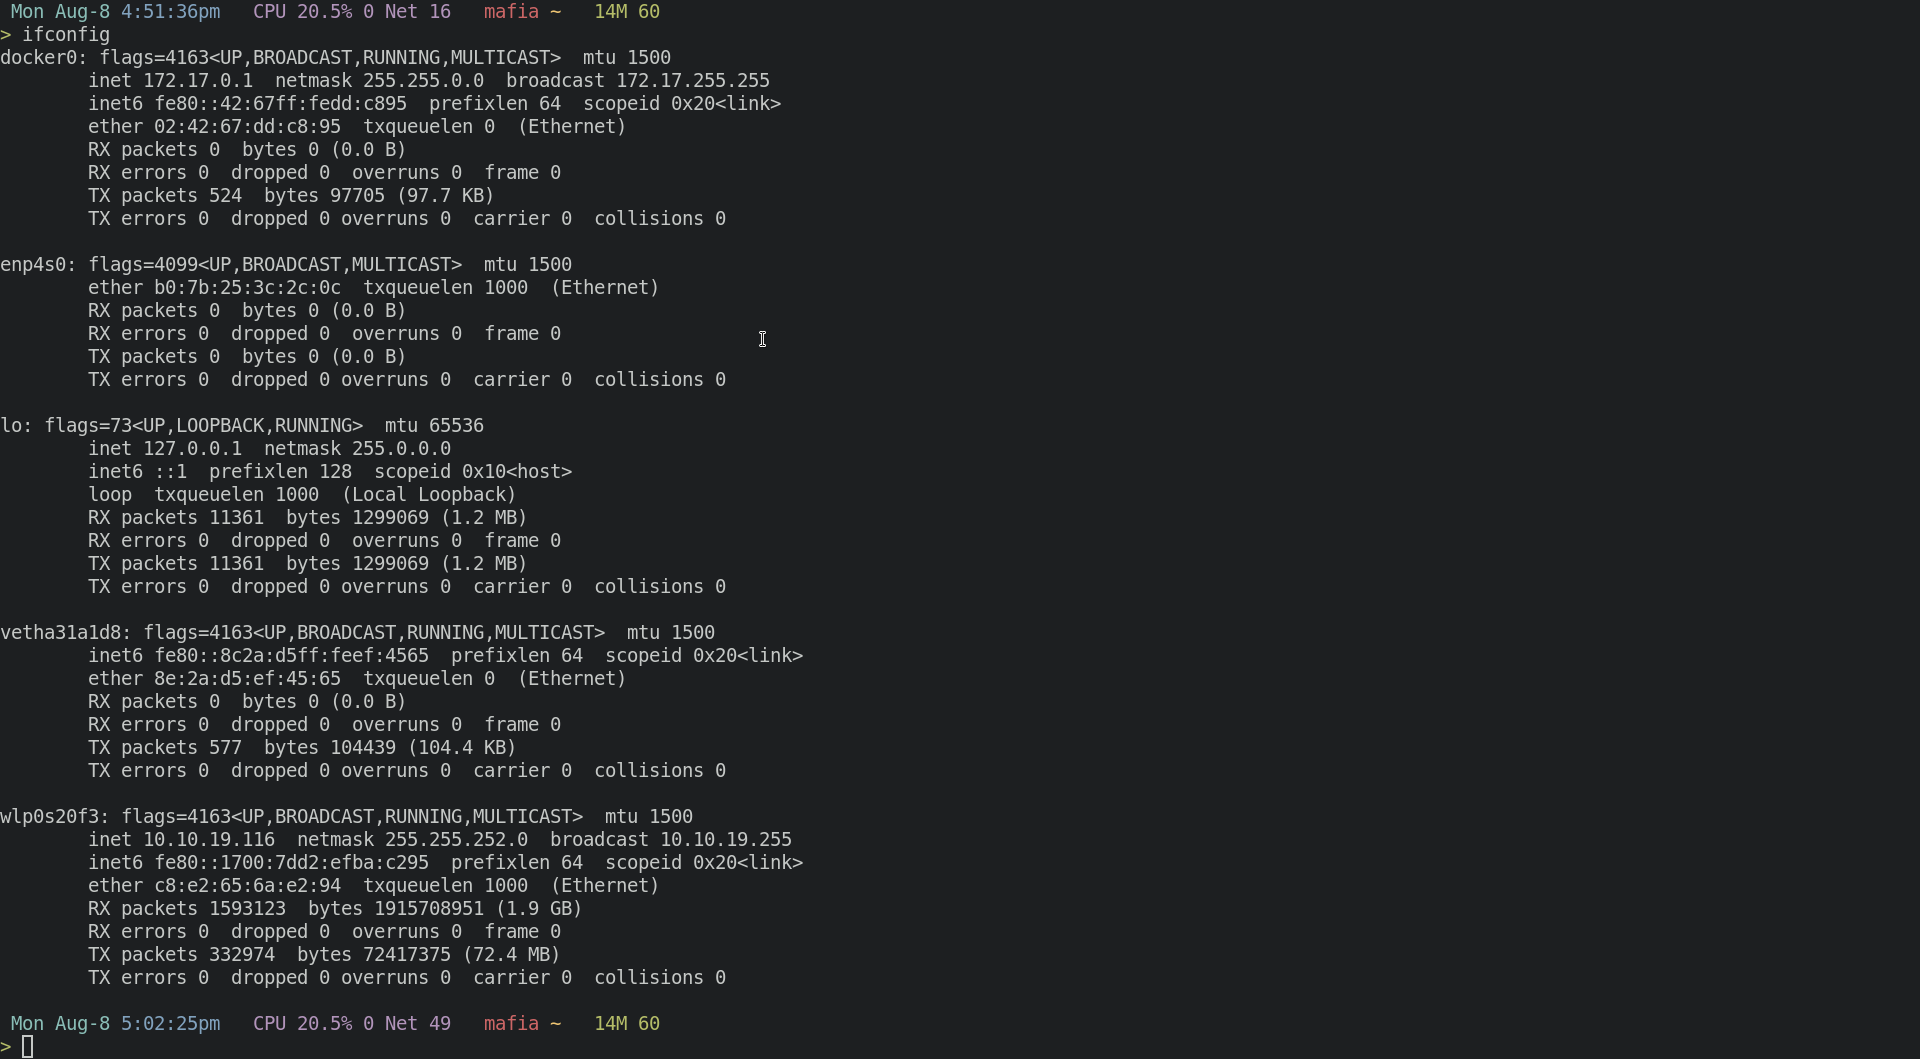 Mon Aug-8 4:51:36pm   CPU 20.5% 0 Net 16   mafia ~   14M 60
> ifconfig
docker0: flags=4163<UP,BROADCAST,RUNNING,MULTICAST>  mtu 1500
        inet 172.17.0.1  netmask 255.255.0.0  broadcast 172.17.255.255
        inet6 fe80::42:67ff:fedd:c895  prefixlen 64  scopeid 0x20<link>
        ether 02:42:67:dd:c8:95  txqueuelen 0  (Ethernet)
        RX packets 0  bytes 0 (0.0 B)
        RX errors 0  dropped 0  overruns 0  frame 0
        TX packets 524  bytes 97705 (97.7 KB)
        TX errors 0  dropped 0 overruns 0  carrier 0  collisions 0

enp4s0: flags=4099<UP,BROADCAST,MULTICAST>  mtu 1500
        ether b0:7b:25:3c:2c:0c  txqueuelen 1000  (Ethernet)
        RX packets 0  bytes 0 (0.0 B)
        RX errors 0  dropped 0  overruns 0  frame 0
        TX packets 0  bytes 0 (0.0 B)
        TX errors 0  dropped 0 overruns 0  carrier 0  collisions 0

lo: flags=73<UP,LOOPBACK,RUNNING>  mtu 65536
        inet 127.0.0.1  netmask 255.0.0.0
        inet6 ::1  prefixlen 128  scopeid 0x10<host>
        loop  txqueuelen 1000  (Local Loopback)
        RX packets 11361  bytes 1299069 (1.2 MB)
        RX errors 0  dropped 0  overruns 0  frame 0
        TX packets 11361  bytes 1299069 (1.2 MB)
        TX errors 0  dropped 0 overruns 0  carrier 0  collisions 0

vetha31a1d8: flags=4163<UP,BROADCAST,RUNNING,MULTICAST>  mtu 1500
        inet6 fe80::8c2a:d5ff:feef:4565  prefixlen 64  scopeid 0x20<link>
        ether 8e:2a:d5:ef:45:65  txqueuelen 0  (Ethernet)
        RX packets 0  bytes 0 (0.0 B)
        RX errors 0  dropped 0  overruns 0  frame 0
        TX packets 577  bytes 104439 (104.4 KB)
        TX errors 0  dropped 0 overruns 0  carrier 0  collisions 0

wlp0s20f3: flags=4163<UP,BROADCAST,RUNNING,MULTICAST>  mtu 1500
        inet 10.10.19.116  netmask 255.255.252.0  broadcast 10.10.19.255
        inet6 fe80::1700:7dd2:efba:c295  prefixlen 64  scopeid 0x20<link>
        ether c8:e2:65:6a:e2:94  txqueuelen 1000  (Ethernet)
        RX packets 1593123  bytes 1915708951 (1.9 GB)
        RX errors 0  dropped 0  overruns 0  frame 0
        TX packets 332974  bytes 72417375 (72.4 MB)
        TX errors 0  dropped 0 overruns 0  carrier 0  collisions 0

Mon Aug-8 5:02:25pm   CPU 20.5% 0 Net 49   mafia ~   14M 60
>